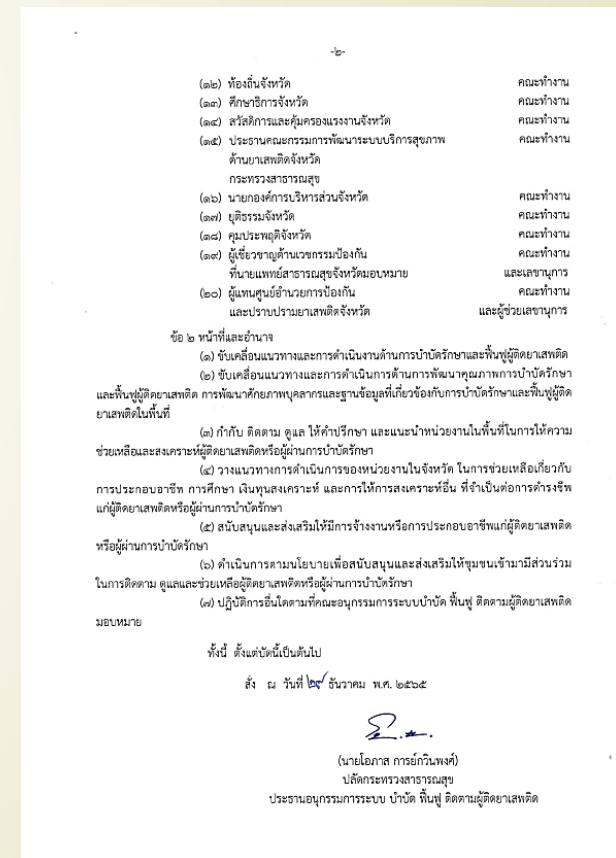 -๒-
(๑๒) ท้องถิ่นจังหวัด คณะทำงาน
(๑๓) ศึกษาธิการจังหวัด คณะทำงาน
(๑๔) สวัสดิการและคุ้มครองแรงงานจังหวัด คณะทำงาน
(๑๕) ประธานคณะกรรมการพัฒนาระบบบริการสุขภาพ คณะทำงาน
ด้านยาเสพติดจังหวัด
กระทรวงสาธารณสุข
(๑๖) นายกองค์การบริหารส่วนจังหวัด คณะทำงาน
(๑๗) ยุติธรรมจังหวัด คณะทำงาน
(๑๘) คุมประพฤติจังหวัด คณะทำงาน
(๑๙) ผู้เชี่ยวชาญด้านเวชกรรมป้องกัน คณะทำงาน
ที่นายแพทย์สาธารณสุขจังหวัดมอบหมาย และเลขานุการ
(๒๐) ผู้แทนศูนย์อำนวยการป้องกัน คณะทำงาน
และปราบปรามยาเสพติดจังหวัด และผู้ช่วยเลขานุการ
ข้อ ๒ หน้าที่และอำนาจ
(๑) ขับเคลื่อนแนวทางและการดำเนินงานด้านการบำบัดรักษาและฟื้นฟูผู้ติดยาเสพติด
(๒) ขับเคลื่อนแนวทางและการดำเนินการด้านการพัฒนาคุณภาพการบำบัดรักษา
และฟื้นฟูผู้ติดยาเสพติด การพัฒนาศักยภาพบุคลากรและฐานข้อมูลที่เกี่ยวข้องกับการบำบัดรักษาและฟื้นฟูผู้ติด
ยาเสพติดในพื้นที่
(๓) กำกับ ติดตาม ดูแล ให้คำปรึกษา และแนะนำหน่วยงานในพื้นที่ในการให้ความ
ช่วยเหลือและสงเคราะห์ผู้ติดยาเสพติดหรือผู้ผ่านการบำบัดรักษา
(๔) วางแนวทางการดำเนินการของหน่วยงานในจังหวัด ในการช่วยเหลือเกี่ยวกับ
การประกอบอาชีพ การศึกษา เงินทุนสงเคราะห์ และการให้การสงเคราะห์อื่น ที่จำเป็นต่อการดำรงชีพ
แก่ผู้ติดยาเสพติดหรือผู้ผ่านการบำบัดรักษา
(๕) สนับสนุนและส่งเสริมให้มีการจ้างงานหรือการประกอบอาชีพแก่ผู้ติดยาเสพติด
หรือผู้ผ่านการบำบัดรักษา
(๖) ดำเนินการตามนโยบายเพื่อสนับสนุนและส่งเสริมให้ชุมชนเข้ามามีส่วนร่วม
ในการติดตาม ดูแลและช่วยเหลือผู้ติดยาเสพติดหรือผู้ผ่านการบำบัดรักษา
(๗) ปฏิบัติการอื่นใดตามที่คณะอนุกรรมการระบบบำบัด ฟื้นฟู ติดตามผู้ติดยาเสพติด
มอบหมาย
ทั้งนี้ ตั้งแต่บัดนี้เป็นต้นไป
สั่ง ณ วันที่ ๒๙ ธันวาคม พ.ศ. ๒๕๖๕
(นายโอภาส การย์กวินพงศ์)
ปลัดกระทรวงสาธารณสุข
ประธานอนุกรรมการระบบ บำบัด ฟื้นฟู ติดตามผู้ติดยาเสพติด